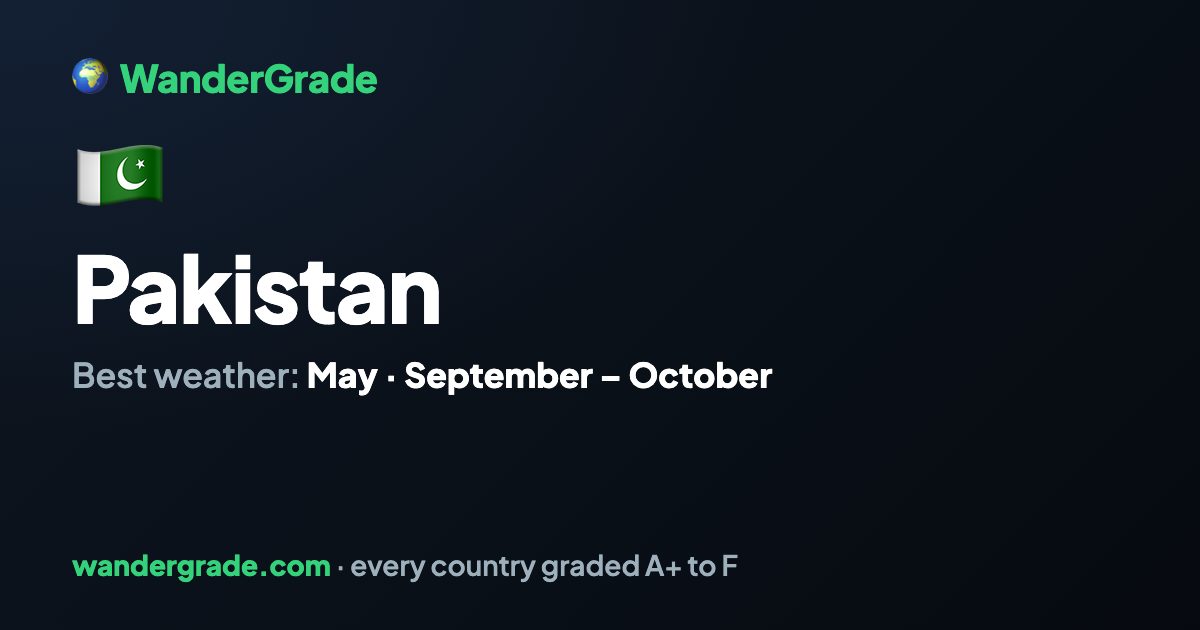 WanderGrade
Pakistan
Best weather: May · September – October
wandergrade.com · every country graded A+ to F